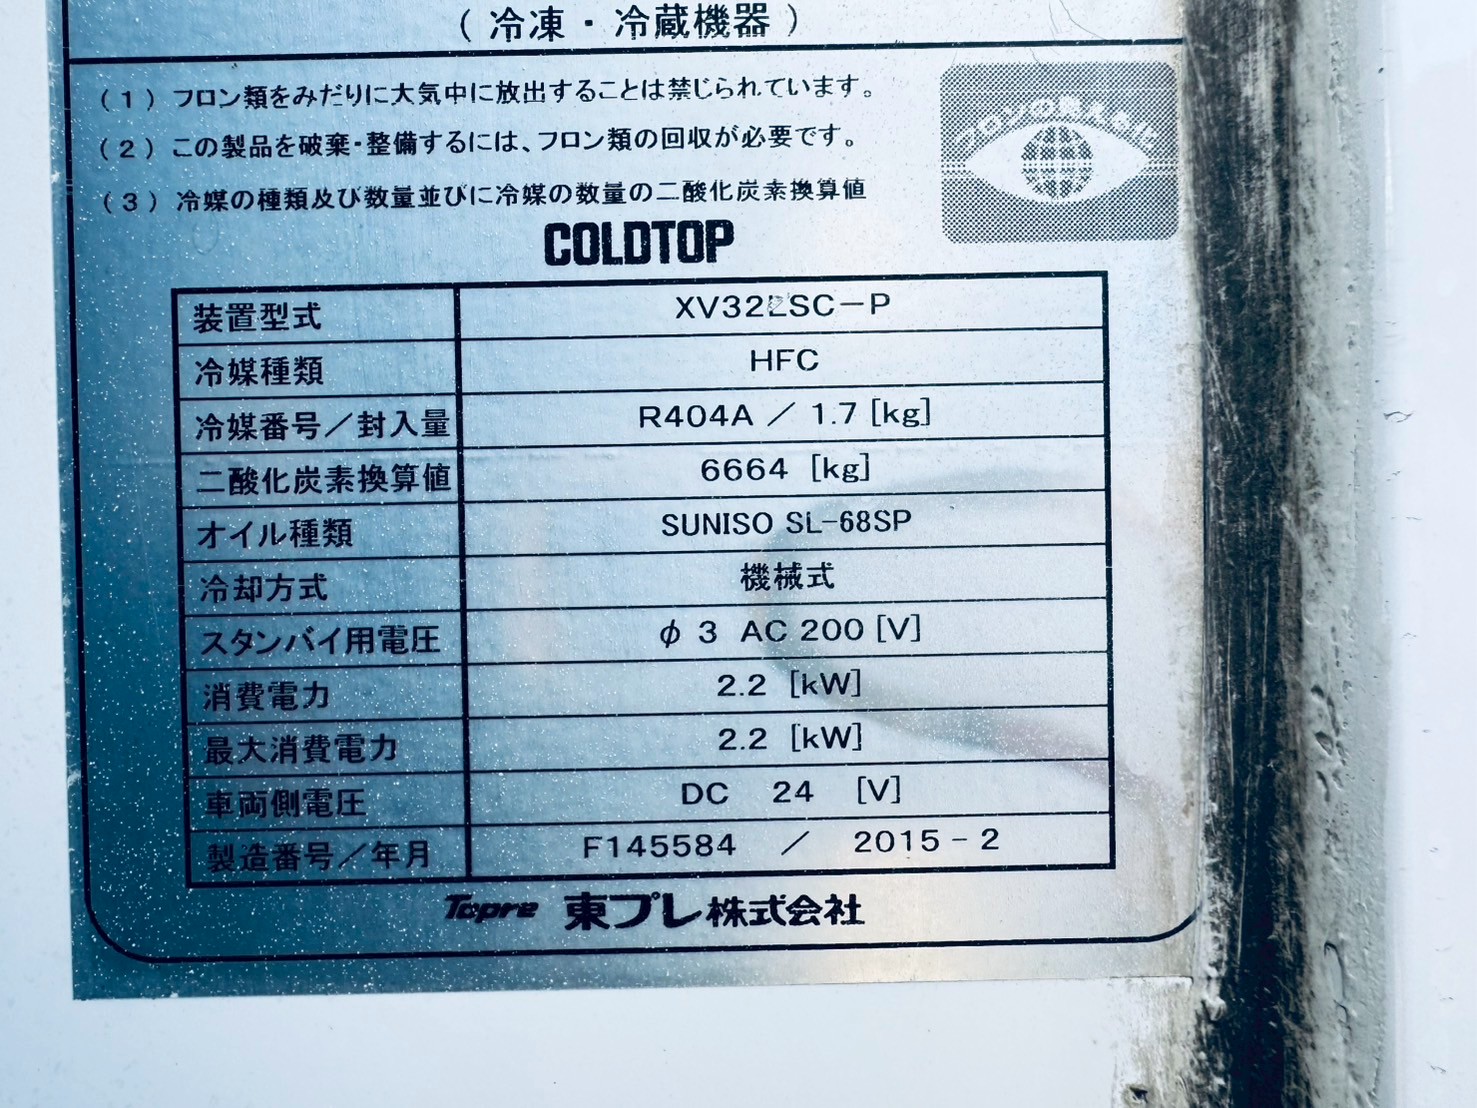 （冷凍・冷蔵機器）
（1）フロン類をみだりに大気中に放出することは禁じられています。
（2）この製品を破棄・整備するには、フロン類の回収が必要です。
（3）冷媒の種類及び数量並びに冷媒の数量の二酸化炭素換算値
フロンの見える化
COLDTOP
装置型式 XV32LSC－P
冷媒種類 HFC
冷媒番号／封入量 R404A ／ 1.7 [kg]
二酸化炭素換算値 6664 [kg]
オイル種類 SUNISO SL-68SP
冷却方式 機械式
スタンバイ用電圧 φ 3 AC 200 [V]
消費電力 2.2 [kW]
最大消費電力 2.2 [kW]
車両側電圧 DC 24 [V]
製造番号／年月 F145584 ／ 2015 - 2
Topre 東プレ株式会社